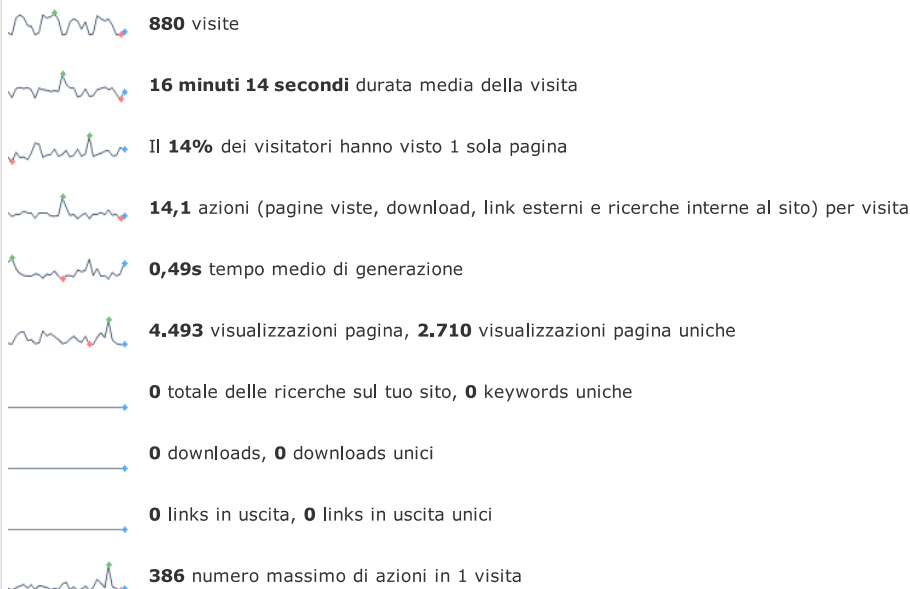 880 visite
16 minuti 14 secondi durata media della visita
Il 14% dei visitatori hanno visto 1 sola pagina
14,1 azioni (pagine viste, download, link esterni e ricerche interne al sito) per visita
0,49s tempo medio di generazione
4.493 visualizzazioni pagina, 2.710 visualizzazioni pagina uniche
0 totale delle ricerche sul tuo sito, 0 keywords uniche
0 downloads, 0 downloads unici
0 links in uscita, 0 links in uscita unici
386 numero massimo di azioni in 1 visita